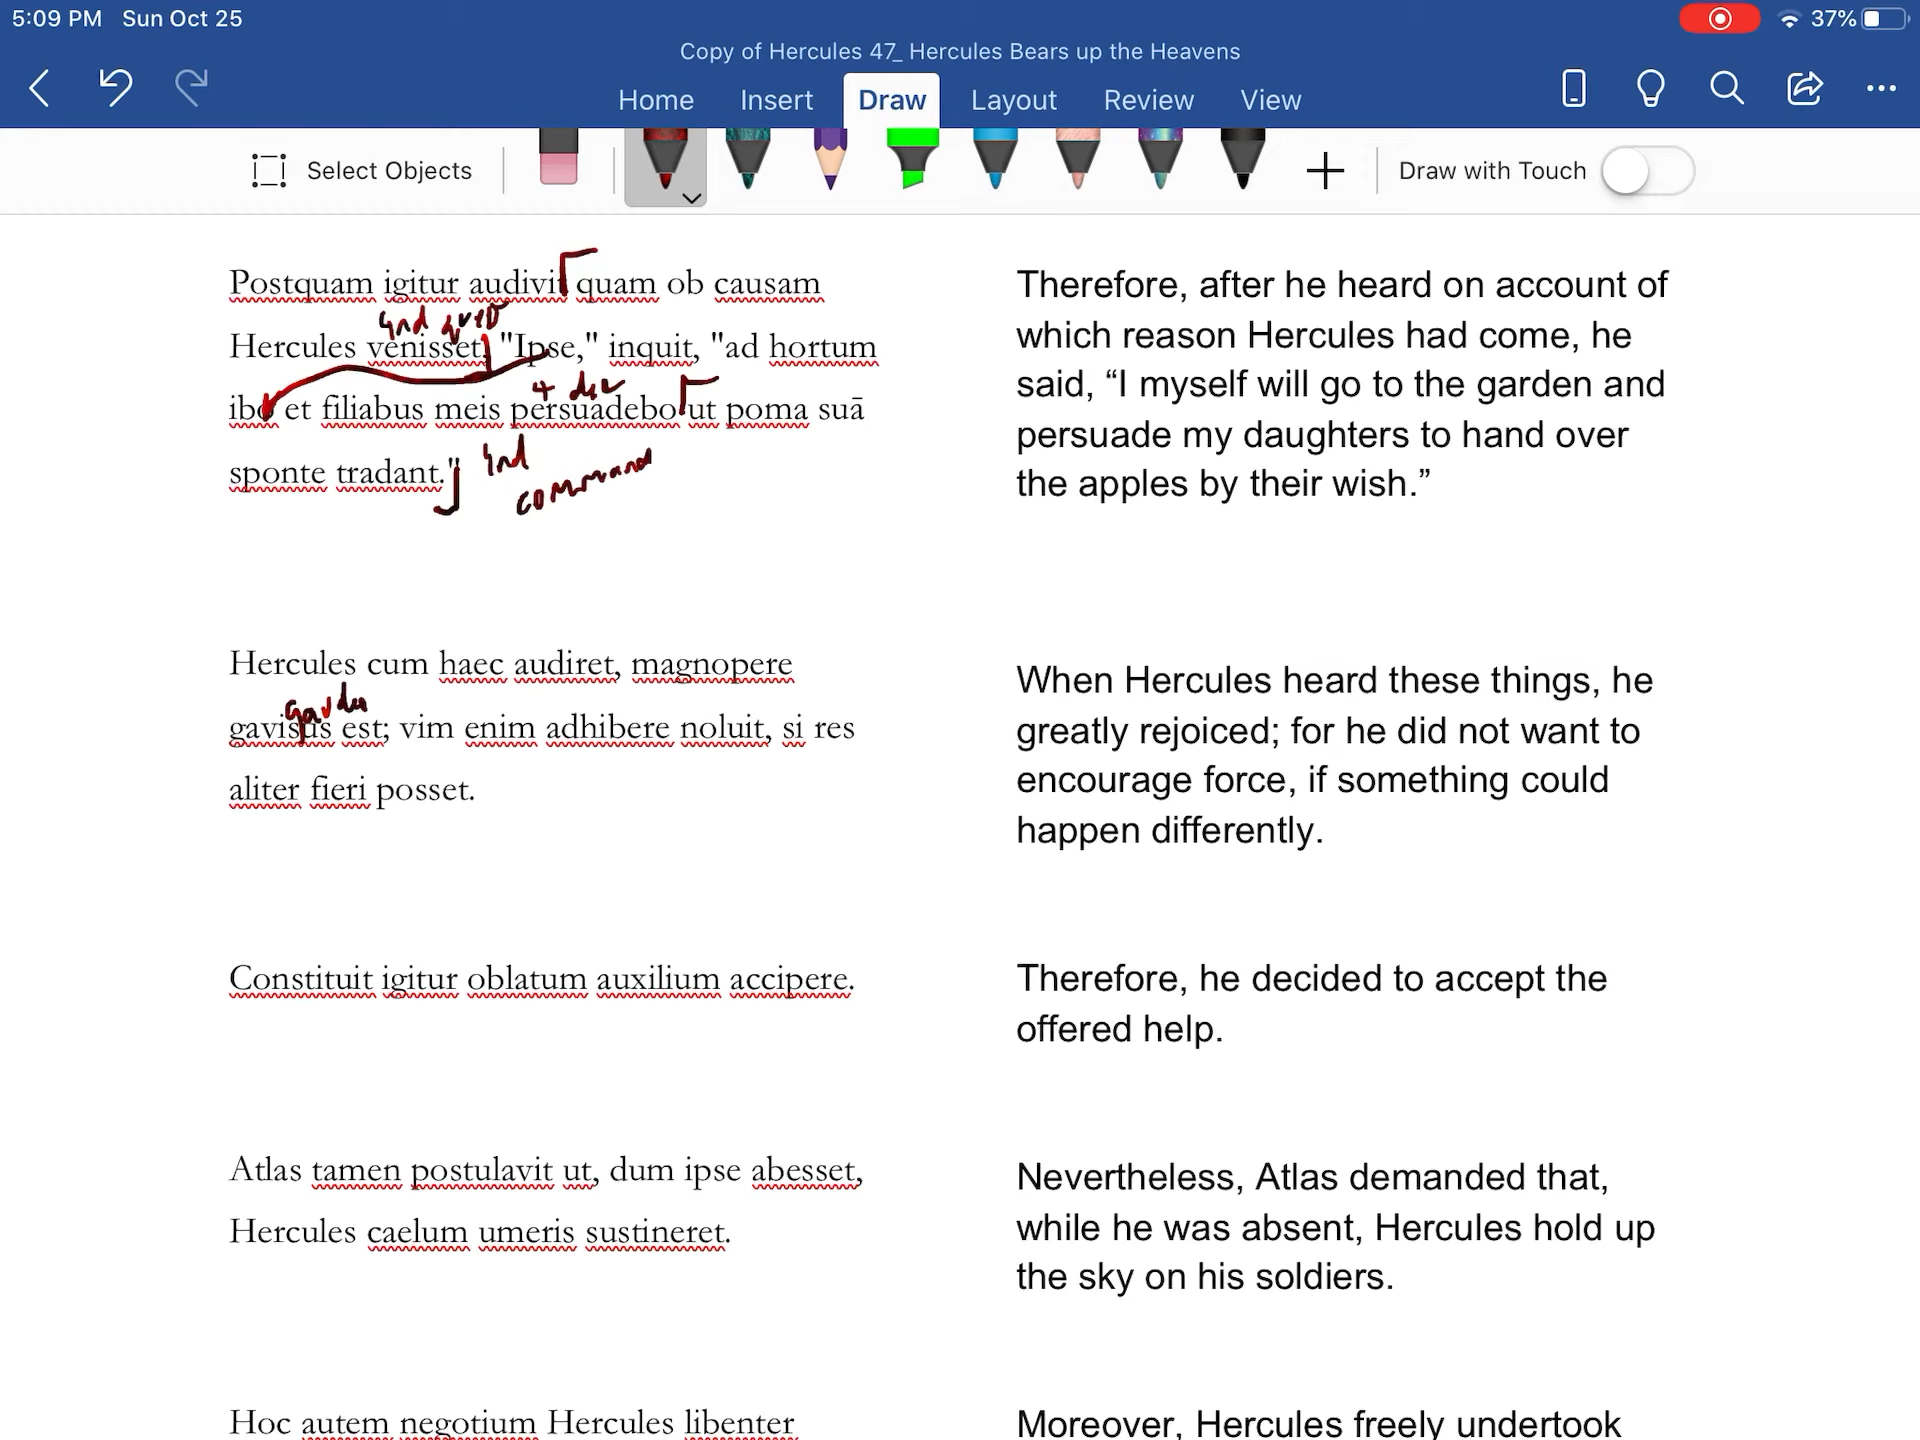 5:09 PM Sun Oct 25
37%
Copy of Hercules 47_ Hercules Bears up the Heavens
Home Insert Draw Layout Review View
Select Objects
Draw with Touch
Postquam igitur audivit quam ob causam
Ind
Hercules venisset, "Ipse," inquit, "ad hortum
ibo et filiabus meis persuadebo ut poma suā
sponte tradant."
Ind
command
Therefore, after he heard on account of
which reason Hercules had come, he
said, “I myself will go to the garden and
persuade my daughters to hand over
the apples by their wish.”
Hercules cum haec audiret, magnopere
gavisus est; vim enim adhibere noluit, si res
aliter fieri posset.
When Hercules heard these things, he
greatly rejoiced; for he did not want to
encourage force, if something could
happen differently.
Constituit igitur oblatum auxilium accipere.
Therefore, he decided to accept the
offered help.
Atlas tamen postulavit ut, dum ipse abesset,
Hercules caelum umeris sustineret.
Nevertheless, Atlas demanded that,
while he was absent, Hercules hold up
the sky on his soldiers.
Hoc autem negotium Hercules libenter
Moreover, Hercules freely undertook